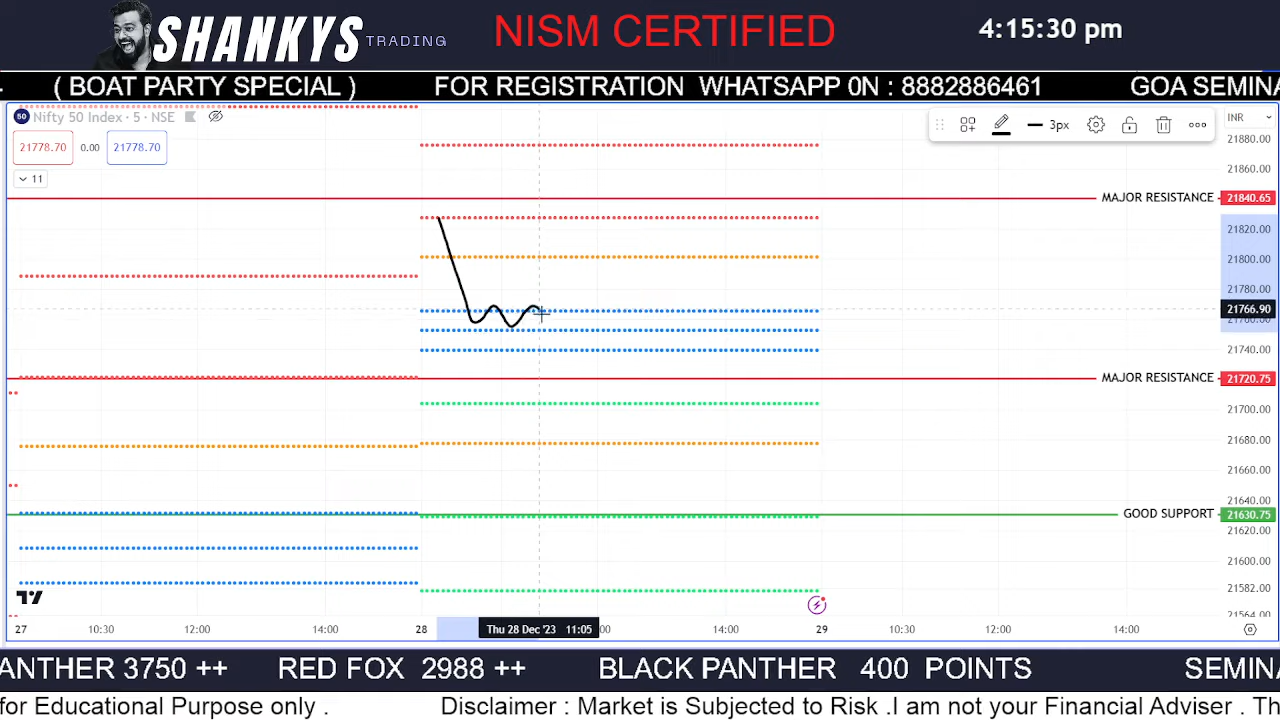 SHANKYS
TRADING
NISM CERTIFIED
4:15:30 pm
( BOAT PARTY SPECIAL ) FOR REGISTRATION WHATSAPP 0N : 8882886461 GOA SEMINA
50 Nifty 50 Index · 5 · NSE
21778.70 0.00 21778.70
11
3px
INR
21880.00
21860.00
MAJOR RESISTANCE 21840.65
21820.00
21800.00
21780.00
21766.90
21760.00
21740.00
MAJOR RESISTANCE 21720.75
21700.00
21680.00
21660.00
21640.00
GOOD SUPPORT 21630.75
21620.00
21600.00
21582.00
21564.00
27 10:30 12:00 14:00 28 Thu 28 Dec '23 11:05 :00 14:00 29 10:30 12:00 14:00
ANTHER 3750 ++ RED FOX 2988 ++ BLACK PANTHER 400 POINTS SEMINA
for Educational Purpose only . Disclaimer : Market is Subjected to Risk .I am not your Financial Adviser . Th